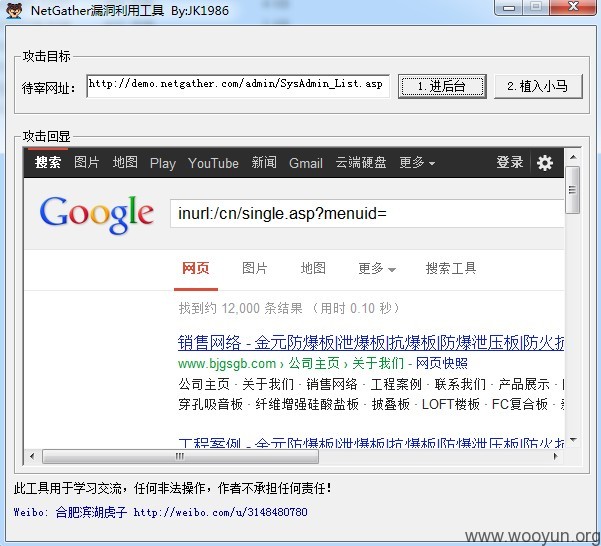 NetGather漏洞利用工具 By:JK1986
攻击目标
待宰网址: http://demo.netgather.com/admin/SysAdmin_List.asp 1.进后台 2.植入小马
攻击回显
搜索 图片 地图 Play YouTube 新闻 Gmail 云端硬盘 更多 登录
Google inurl:/cn/single.asp?menuid=
网页 图片 地图 更多 搜索工具
找到约 12,000 条结果 (用时 0.10 秒)
销售网络 - 金元防爆板|泄爆板|抗爆板|防爆泄压板|防火抗
www.bjgsgb.com › 公司主页 › 关于我们 - 网页快照
公司主页 · 关于我们 · 销售网络 · 工程案例 · 联系我们 · 产品展示 ·
穿孔吸音板 · 纤维增强硅酸盐板 · 披叠板 · LOFT楼板 · FC复合板 ·
工程案例 - 金元防爆板|泄爆板|抗爆板|防爆泄压板|防火抗
此工具用于学习交流，任何非法操作，作者不承担任何责任!
Weibo: 合肥滨湖虎子 http://weibo.com/u/3148480780
www.wooyun.org